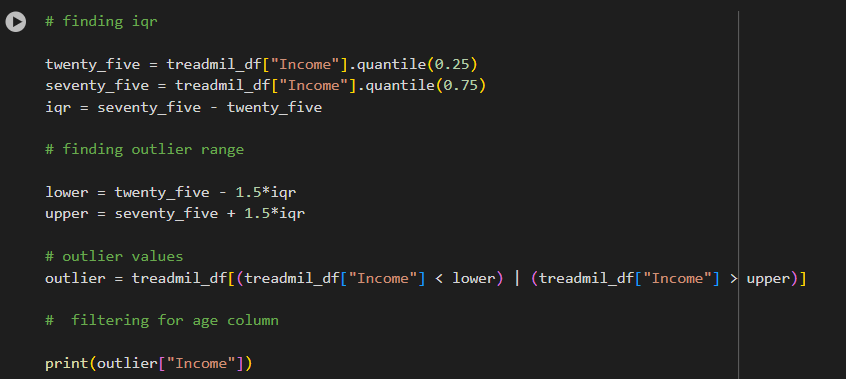 # finding iqr
twenty_five = treadmil_df["Income"].quantile(0.25)
seventy_five = treadmil_df["Income"].quantile(0.75)
iqr = seventy_five - twenty_five
# finding outlier range
lower = twenty_five - 1.5*iqr
upper = seventy_five + 1.5*iqr
# outlier values
outlier = treadmil_df[(treadmil_df["Income"] < lower) | (treadmil_df["Income"] > upper)]
#  filtering for age column
print(outlier["Income"])